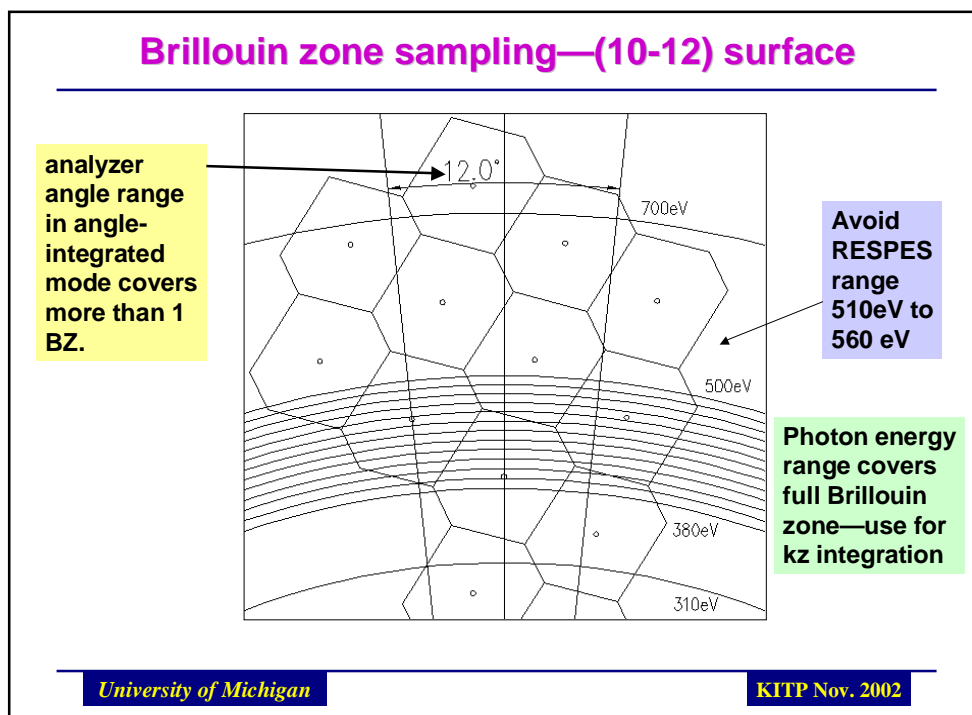 Brillouin zone sampling—(10-12) surface
analyzer
angle range
in angle-
integrated
mode covers
more than 1
BZ.
12.0°
700eV
Avoid
RESPES
range
510eV to
560 eV
500eV
Photon energy
range covers
full Brillouin
zone—use for
kz integration
380eV
310eV
University of Michigan
KITP Nov. 2002